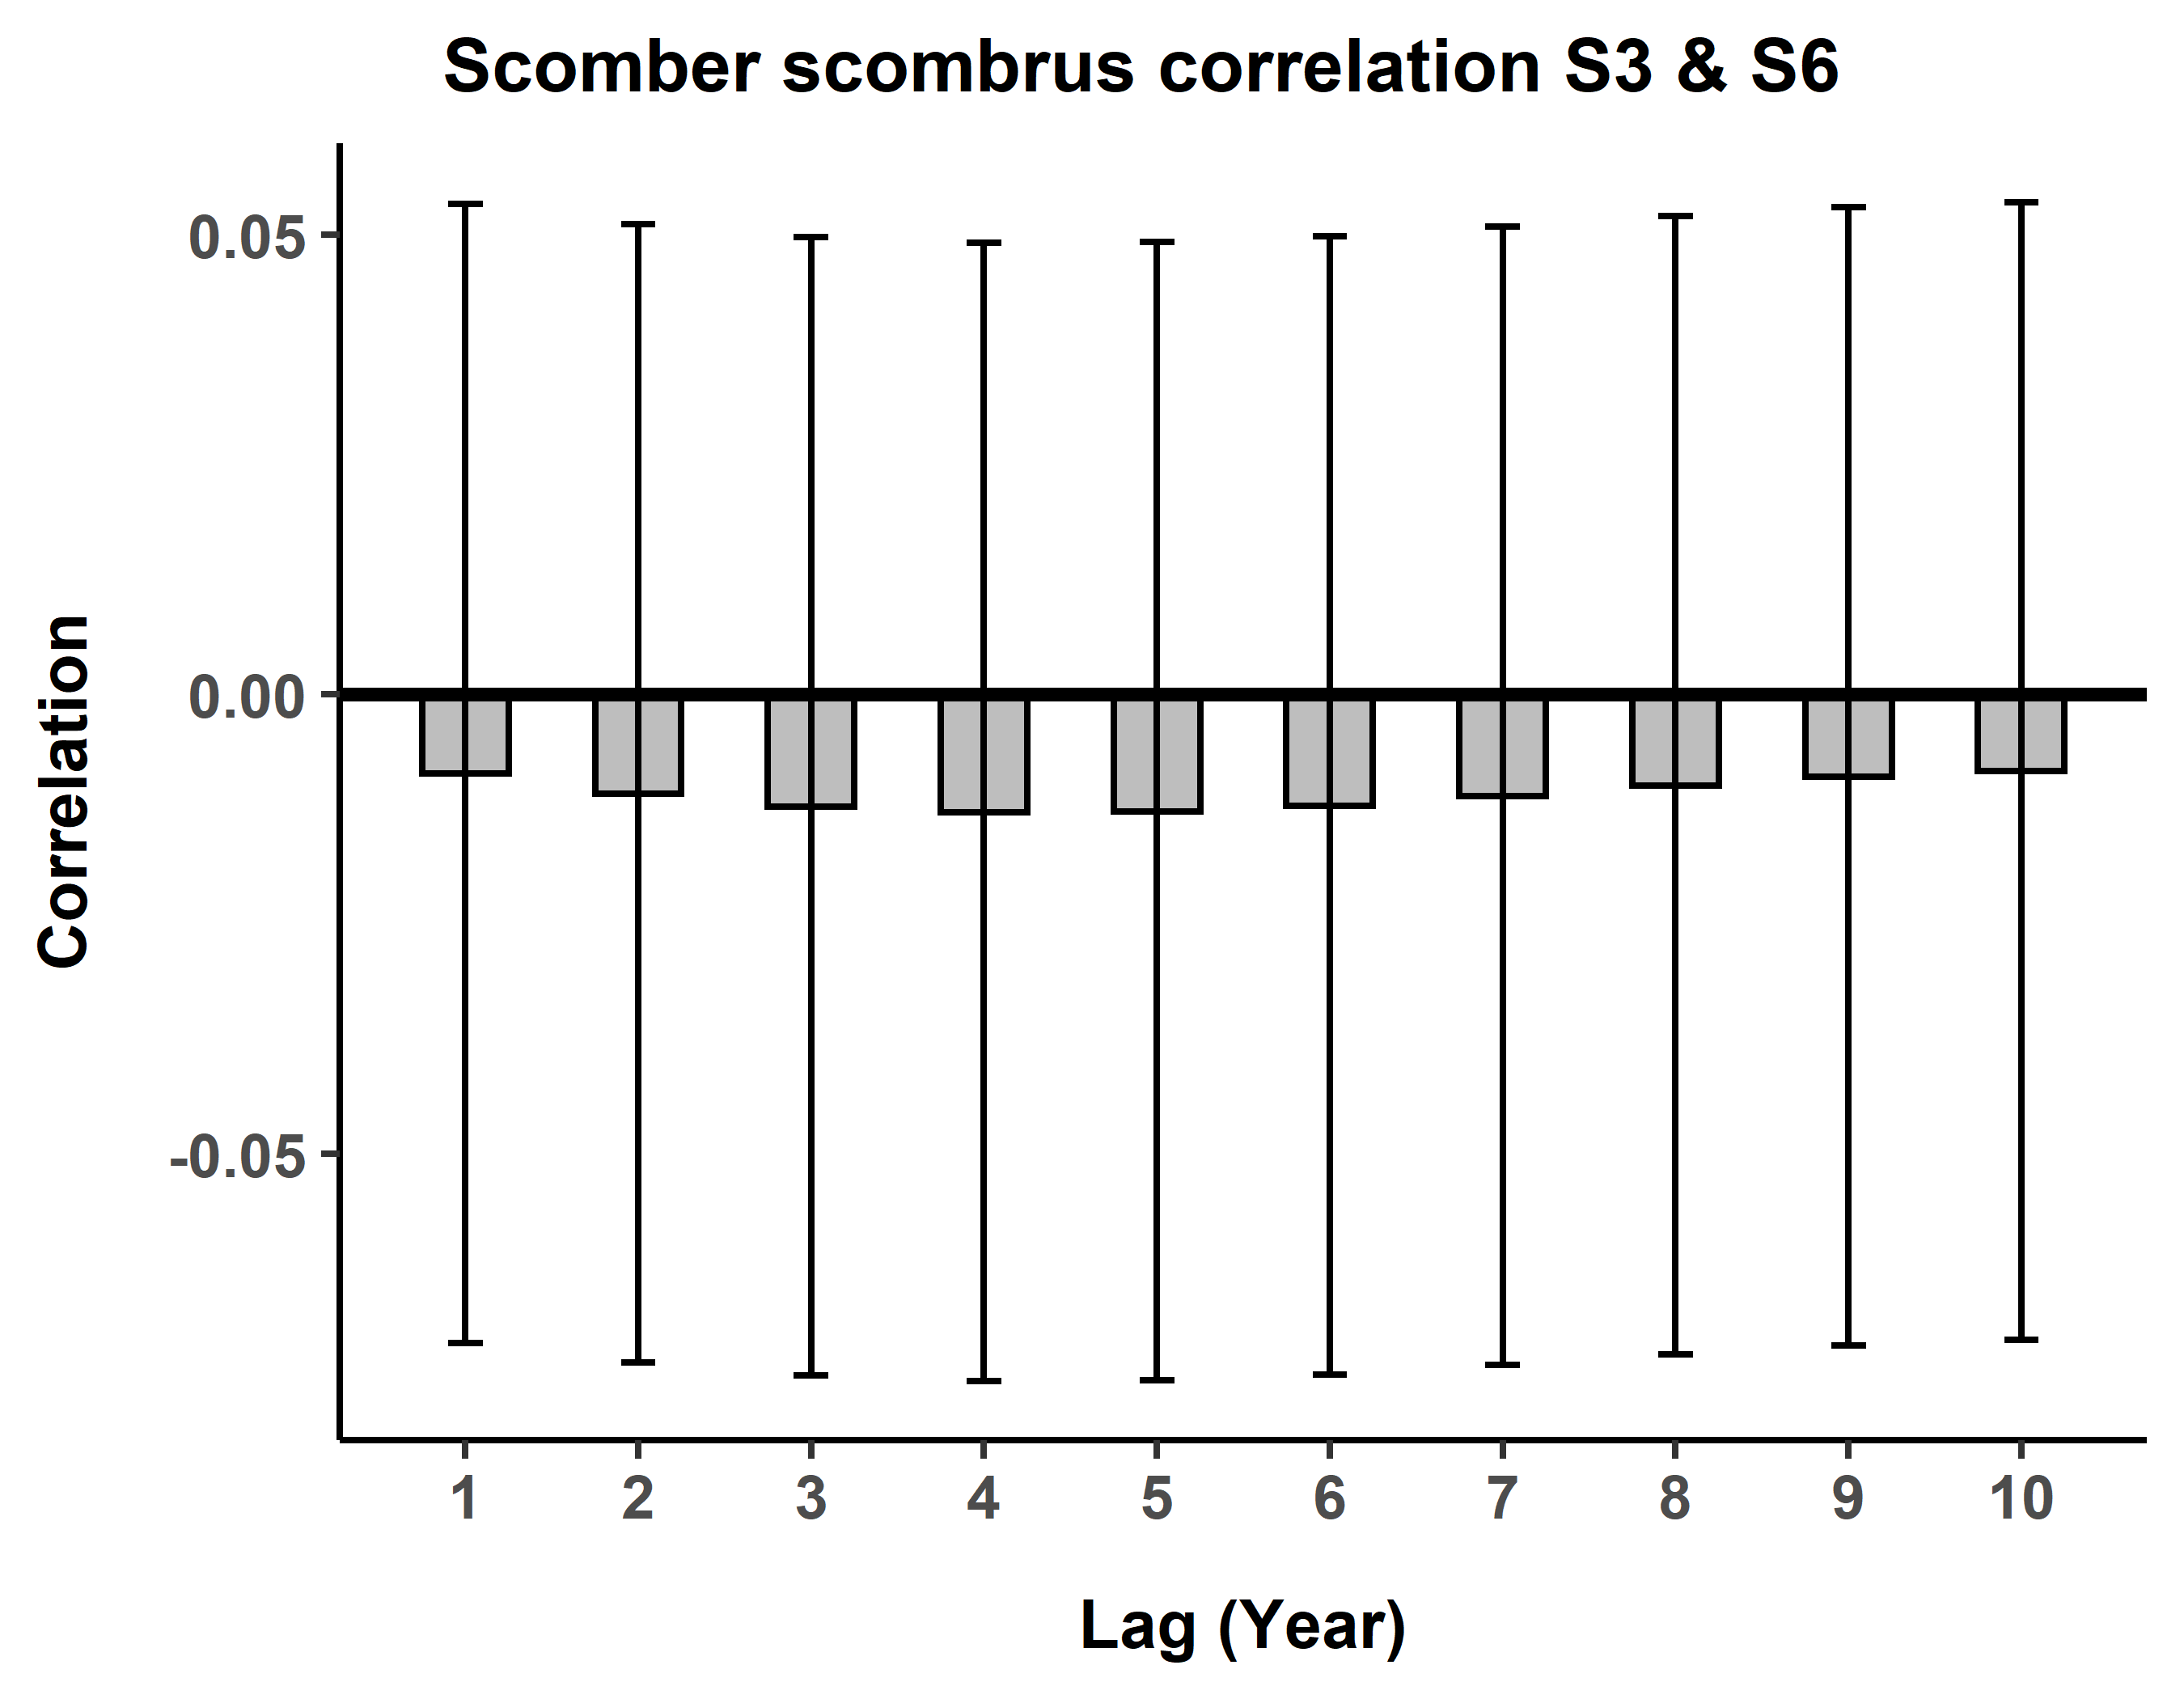 Scomber scombrus correlation S3 & S6
0.05
0.00
-0.05
Correlation
1 2 3 4 5 6 7 8 9 10
Lag (Year)